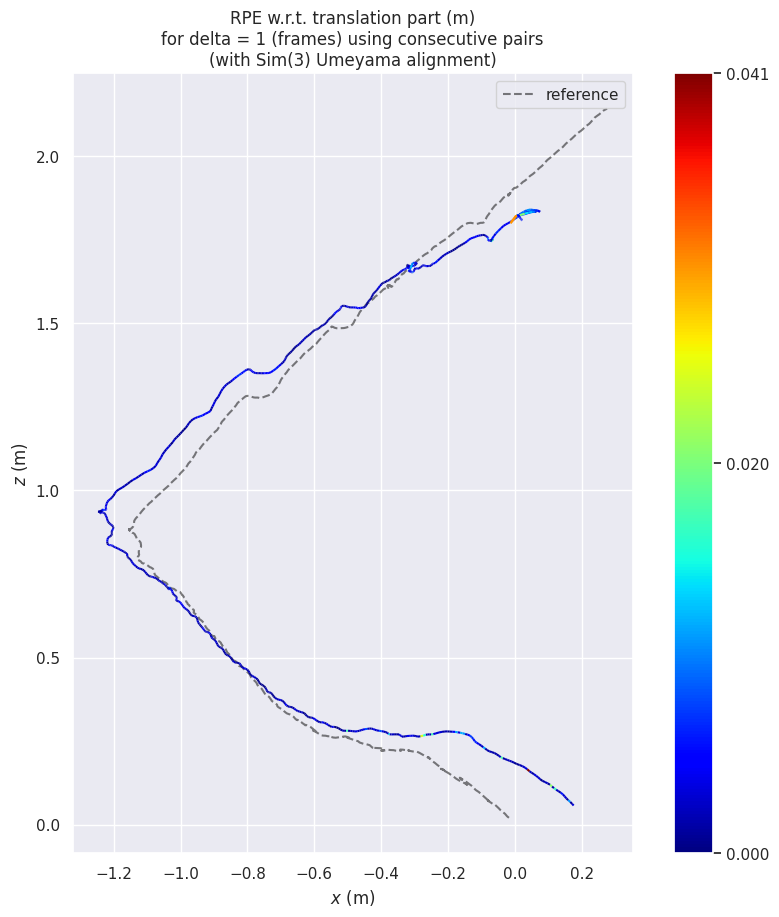 RPE w.r.t. translation part (m)
for delta = 1 (frames) using consecutive pairs
(with Sim(3) Umeyama alignment)
reference
z (m)
2.0
1.5
1.0
0.5
0.0
−1.2 −1.0 −0.8 −0.6 −0.4 −0.2 0.0 0.2
x (m)
0.041
0.020
0.000